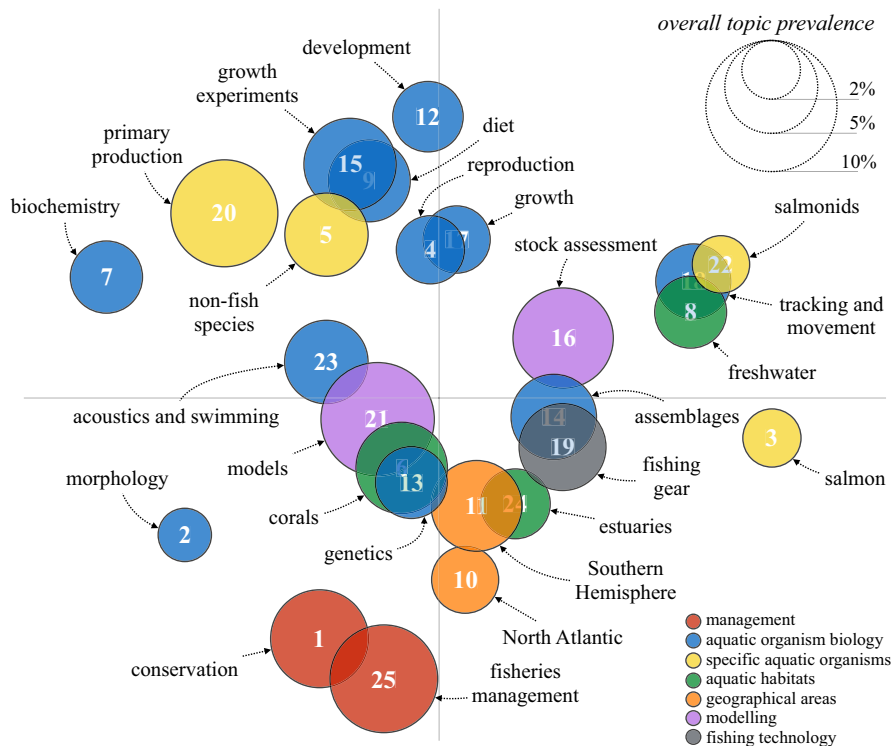 overall topic prevalence
2%
5%
10%
development
growth
experiments
primary
production
biochemistry
diet
reproduction
growth
stock assessment
salmonids
tracking and
movement
freshwater
non-fish
species
acoustics and swimming
models
morphology
corals
genetics
assemblages
fishing
gear
salmon
estuaries
Southern
Hemisphere
North Atlantic
conservation
fisheries
management
12
15
9
20
5
7
4
17
22
18
8
16
23
21
14
3
19
6
13
11
24
2
10
1
25
management
aquatic organism biology
specific aquatic organisms
aquatic habitats
geographical areas
modelling
fishing technology